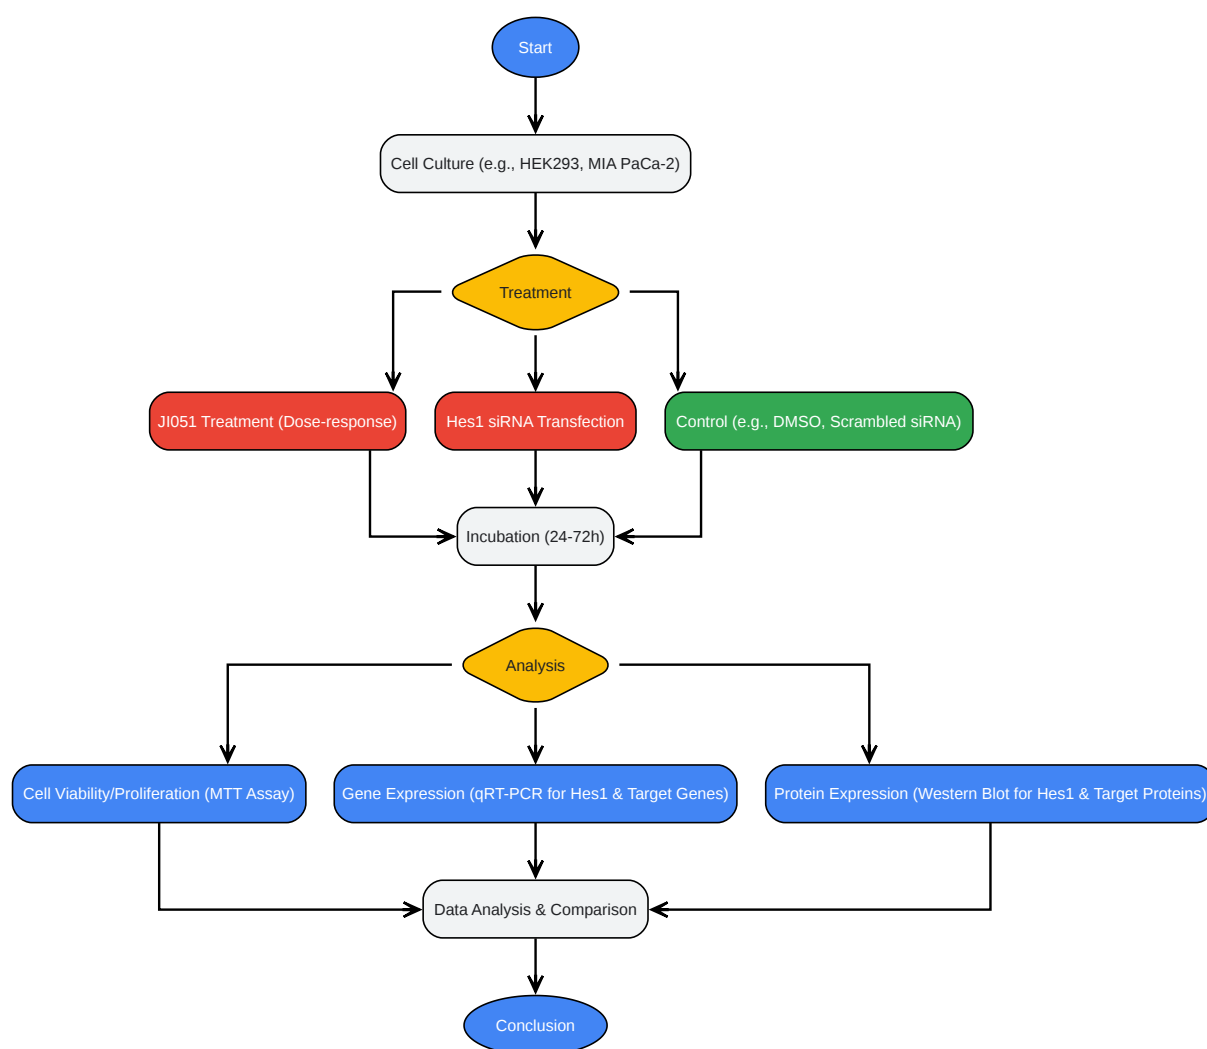 Start
Cell Culture (e.g., HEK293, MIA PaCa-2)
Treatment
JI051 Treatment (Dose-response)
Hes1 siRNA Transfection
Control (e.g., DMSO, Scrambled siRNA)
Incubation (24-72h)
Analysis
Cell Viability/Proliferation (MTT Assay)
Gene Expression (qRT-PCR for Hes1 & Target Genes)
Protein Expression (Western Blot for Hes1 & Target Proteins)
Data Analysis & Comparison
Conclusion